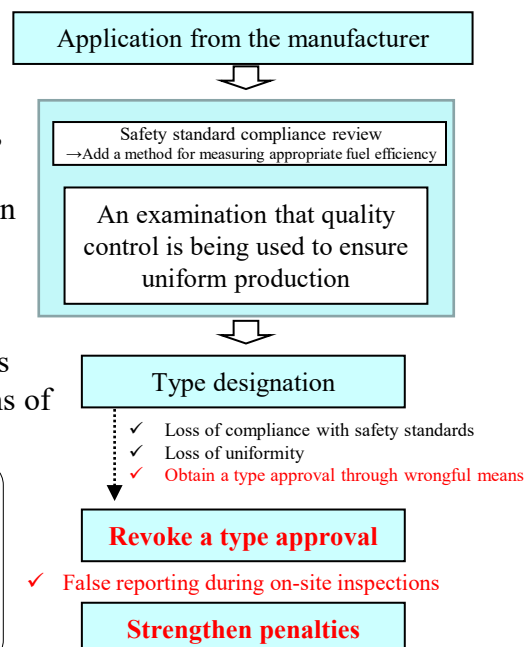 Application from the manufacturer
Safety standard compliance review
→Add a method for measuring appropriate fuel efficiency
n
An examination that quality
control is being used to ensure
uniform production
s
ns of
Type designation
✓ Loss of compliance with safety standards
✓ Loss of uniformity
✓ Obtain a type approval through wrongful means
Revoke a type approval
✓ False reporting during on-site inspections
Strengthen penalties